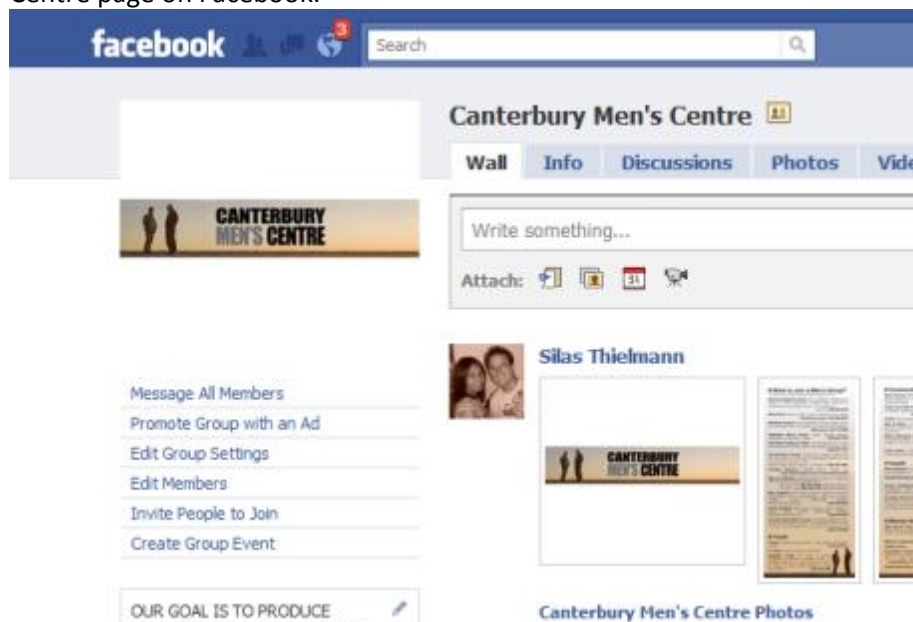 Centre page on Facebook.
facebook 3 Search
Canterbury Men's Centre
Wall Info Discussions Photos
CANTERBURY
MEN'S CENTRE
Write something...
Attach: 31
Silas Thielmann
CANTERBURY
MEN'S CENTRE
Message All Members
Promote Group with an Ad
Edit Group Settings
Edit Members
Invite People to Join
Create Group Event
OUR GOAL IS TO PRODUCE
Canterbury Men's Centre Photos